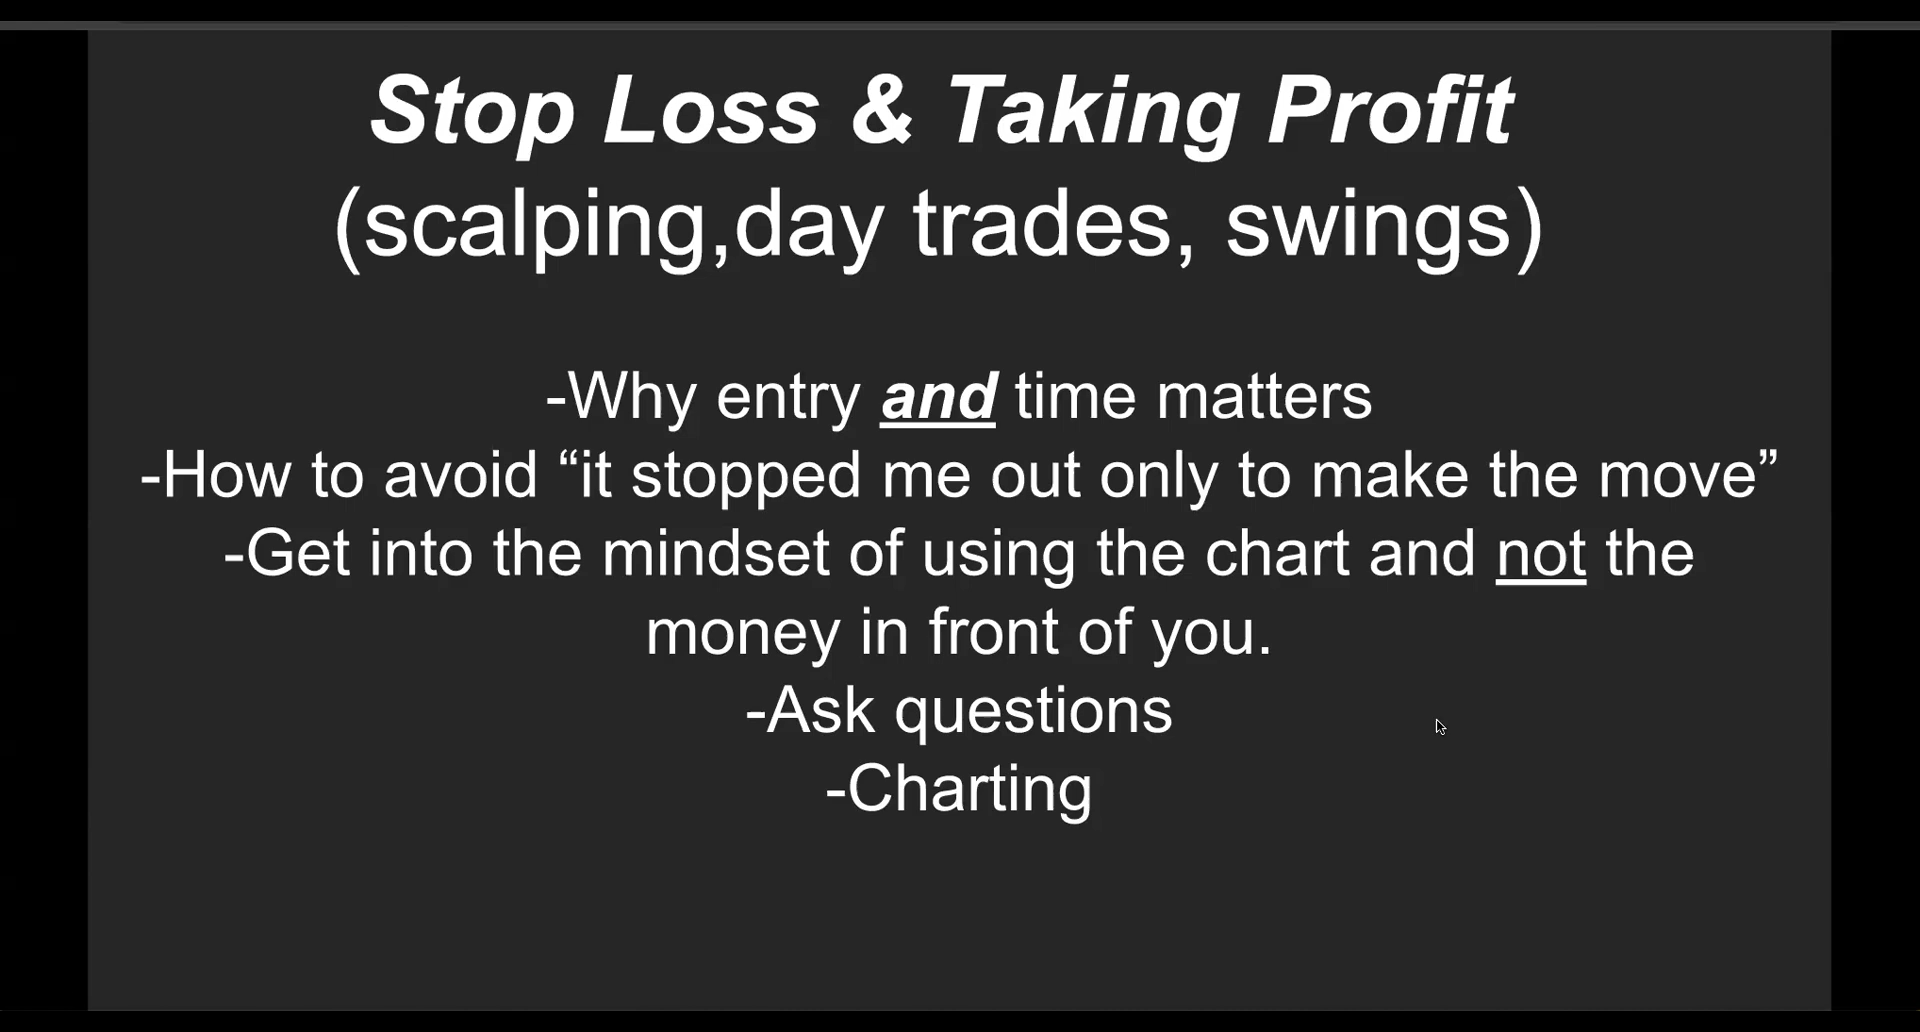 Stop Loss & Taking Profit
(scalping,day trades, swings)
-Why entry and time matters
-How to avoid “it stopped me out only to make the move”
-Get into the mindset of using the chart and not the
money in front of you.
-Ask questions
-Charting